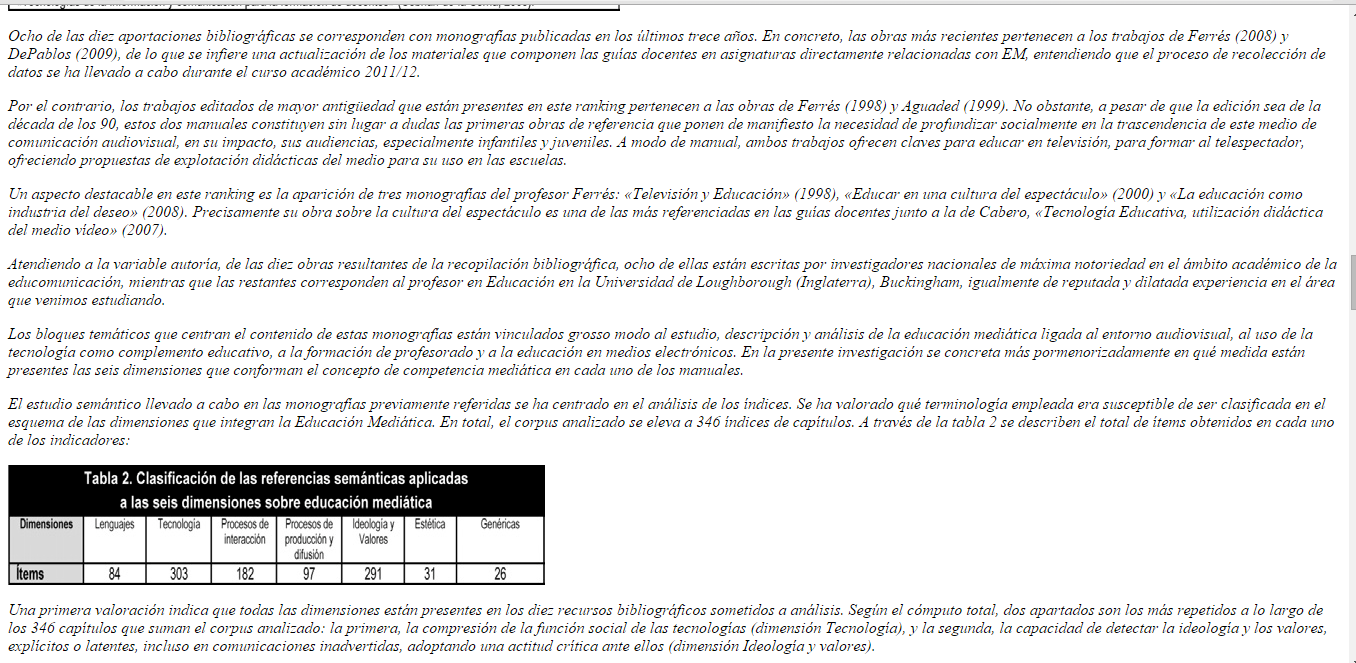 Ocho de las diez aportaciones bibliográficas se corresponden con monografías publicadas en los últimos trece años. En concreto, las obras más recientes pertenecen a los trabajos de Ferrés (2008) y
DePablos (2009), de lo que se infiere una actualización de los materiales que componen las guías docentes en asignaturas directamente relacionadas con EM, entendiendo que el proceso de recolección de
datos se ha llevado a cabo durante el curso académico 2011/12.
Por el contrario, los trabajos editados de mayor antigüedad que están presentes en este ranking pertenecen a las obras de Ferrés (1998) y Aguaded (1999). No obstante, a pesar de que la edición sea de la
década de los 90, estos dos manuales constituyen sin lugar a dudas las primeras obras de referencia que ponen de manifiesto la necesidad de profundizar socialmente en la trascendencia de este medio de
comunicación audiovisual, en su impacto, sus audiencias, especialmente infantiles y juveniles. A modo de manual, ambos trabajos ofrecen claves para educar en televisión, para formar al telespectador,
ofreciendo propuestas de explotación didácticas del medio para su uso en las escuelas.
Un aspecto destacable en este ranking es la aparición de tres monografías del profesor Ferrés: «Televisión y Educación» (1998), «Educar en una cultura del espectáculo» (2000) y «La educación como
industria del deseo» (2008). Precisamente su obra sobre la cultura del espectáculo es una de las más referenciadas en las guías docentes junto a la de Cabero, «Tecnología Educativa, utilización didáctica
del medio vídeo» (2007).
Atendiendo a la variable autoría, de las diez obras resultantes de la recopilación bibliográfica, ocho de ellas están escritas por investigadores nacionales de máxima notoriedad en el ámbito académico de la
educomunicación, mientras que las restantes corresponden al profesor en Educación en la Universidad de Loughborough (Inglaterra), Buckingham, igualmente de reputada y dilatada experiencia en el área
que venimos estudiando.
Los bloques temáticos que centran el contenido de estas monografías están vinculados grosso modo al estudio, descripción y análisis de la educación mediática ligada al entorno audiovisual, al uso de la
tecnología como complemento educativo, a la formación de profesorado y a la educación en medios electrónicos. En la presente investigación se concreta más pormenorizadamente en qué medida están
presentes las seis dimensiones que conforman el concepto de competencia mediática en cada uno de los manuales.
El estudio semántico llevado a cabo en las monografías previamente referidas se ha centrado en el análisis de los índices. Se ha valorado qué terminología empleada era susceptible de ser clasificada en el
esquema de las dimensiones que integran la Educación Mediática. En total, el corpus analizado se eleva a 346 índices de capítulos. A través de la tabla 2 se describen el total de ítems obtenidos en cada uno
de los indicadores:
Tabla 2. Clasificación de las referencias semánticas aplicadas
a las seis dimensiones sobre educación mediática
Dimensiones Lenguajes Tecnología Procesos de interacción Procesos de producción y difusión Ideología y Valores Estética Genéricas
Ítems 84 303 182 97 291 31 26
Una primera valoración indica que todas las dimensiones están presentes en los diez recursos bibliográficos sometidos a análisis. Según el cómputo total, dos apartados son los más repetidos a lo largo de
los 346 capítulos que suman el corpus analizado: la primera, la compresión de la función social de las tecnologías (dimensión Tecnología), y la segunda, la capacidad de detectar la ideología y los valores,
explícitos o latentes, incluso en comunicaciones inadvertidas, adoptando una actitud crítica ante ellos (dimensión Ideología y valores).